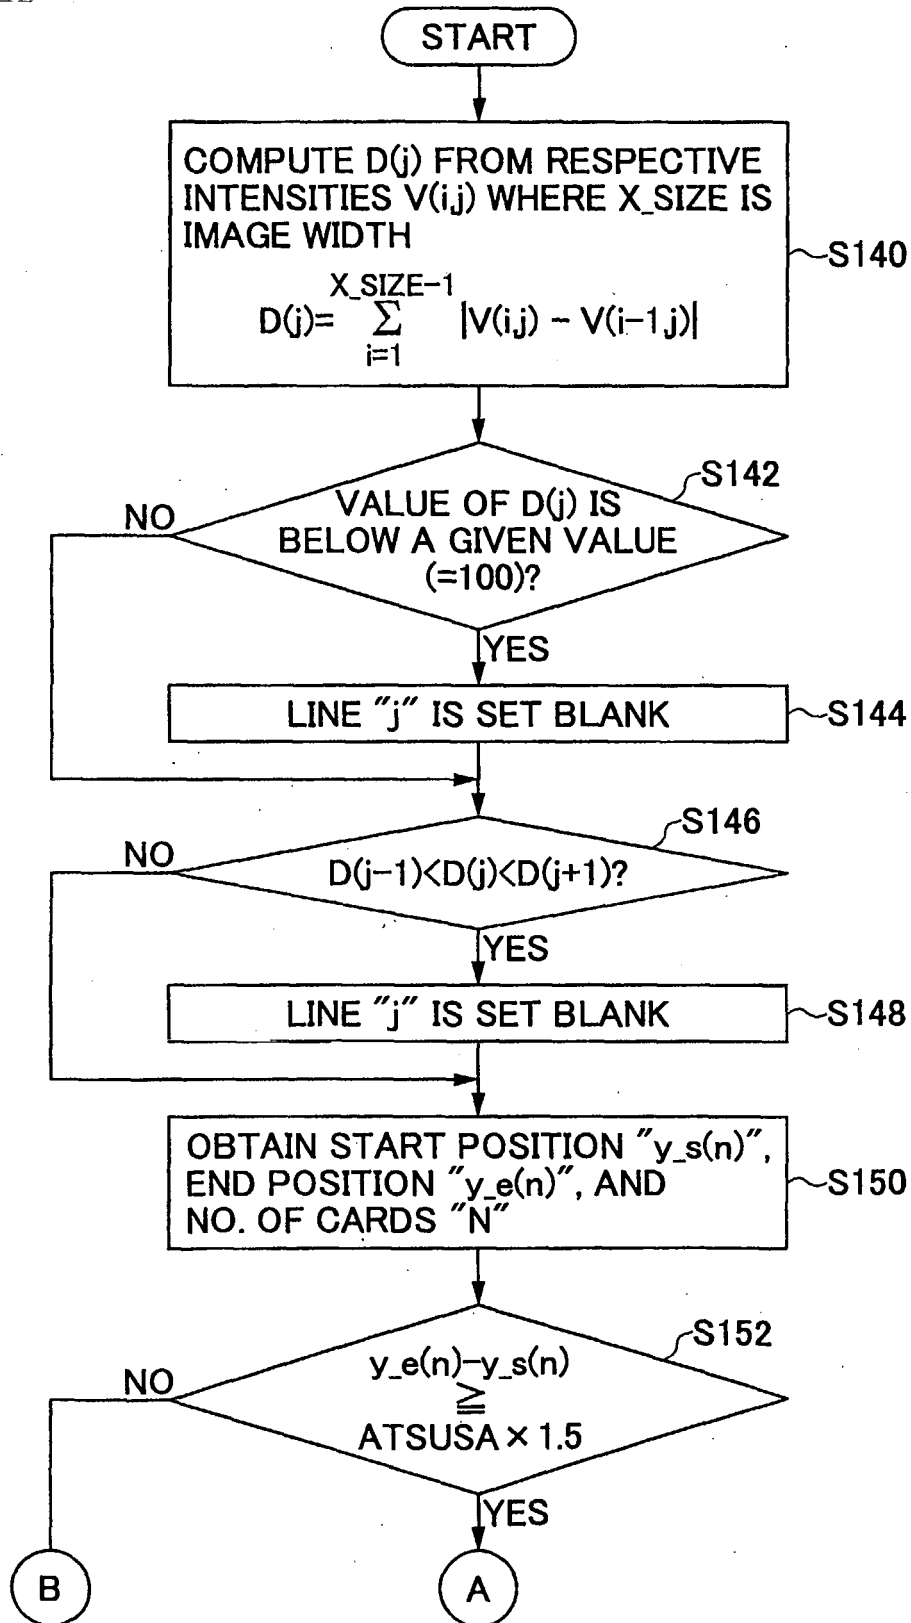 START
COMPUTE D(j) FROM RESPECTIVE
INTENSITIES V(i,j) WHERE X_SIZE IS
IMAGE WIDTH
X_SIZE-1
D(j)= Σ |V(i,j) - V(i-1,j)|
i=1
S140
S142
VALUE OF D(j) IS
BELOW A GIVEN VALUE
(=100)?
NO
YES
LINE "j" IS SET BLANK
S144
S146
D(j-1)<D(j)<D(j+1)?
NO
YES
LINE "j" IS SET BLANK
S148
OBTAIN START POSITION "y_s(n)",
END POSITION "y_e(n)", AND
NO. OF CARDS "N"
S150
S152
y_e(n)-y_s(n)
≧
ATSUSA × 1.5
NO
YES
B
A